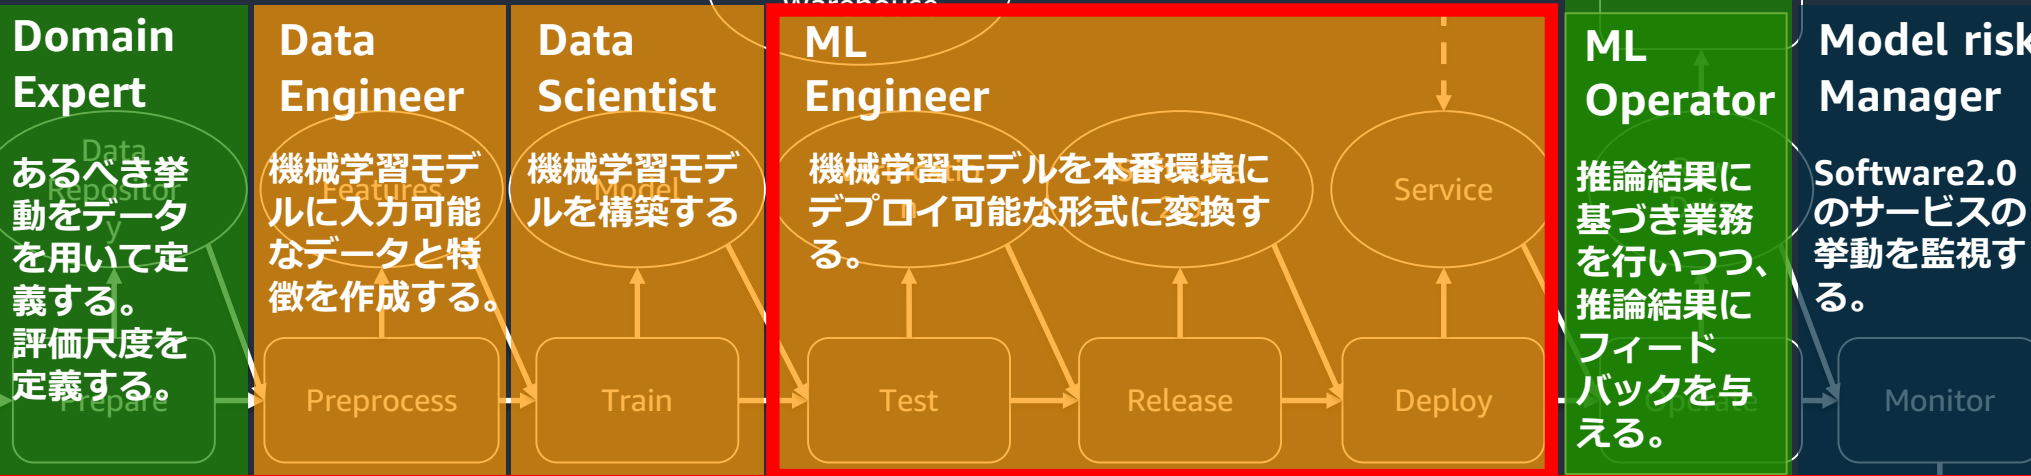 Warehouse
Domain
Expert
Data
Repositor
y
あるべき挙
動をデータ
を用いて定
義する。
評価尺度を
定義する。
Prepare
Data
Engineer
Features
機械学習モデ
ルに入力可能
なデータと特
徴を作成する。
Preprocess
Data
Scientist
Model
機械学習モデ
ルを構築する
Train
ML
Engineer
機械学習モデルを本番環境に
デプロイ可能な形式に変換す
る。
Service
Test
Release
Deploy
ML
Operator
推論結果に
基づき業務
を行いつつ、
推論結果に
フィード
バックを与
える。
Operate
Model risk
Manager
Software2.0
のサービスの
挙動を監視す
る。
Monitor